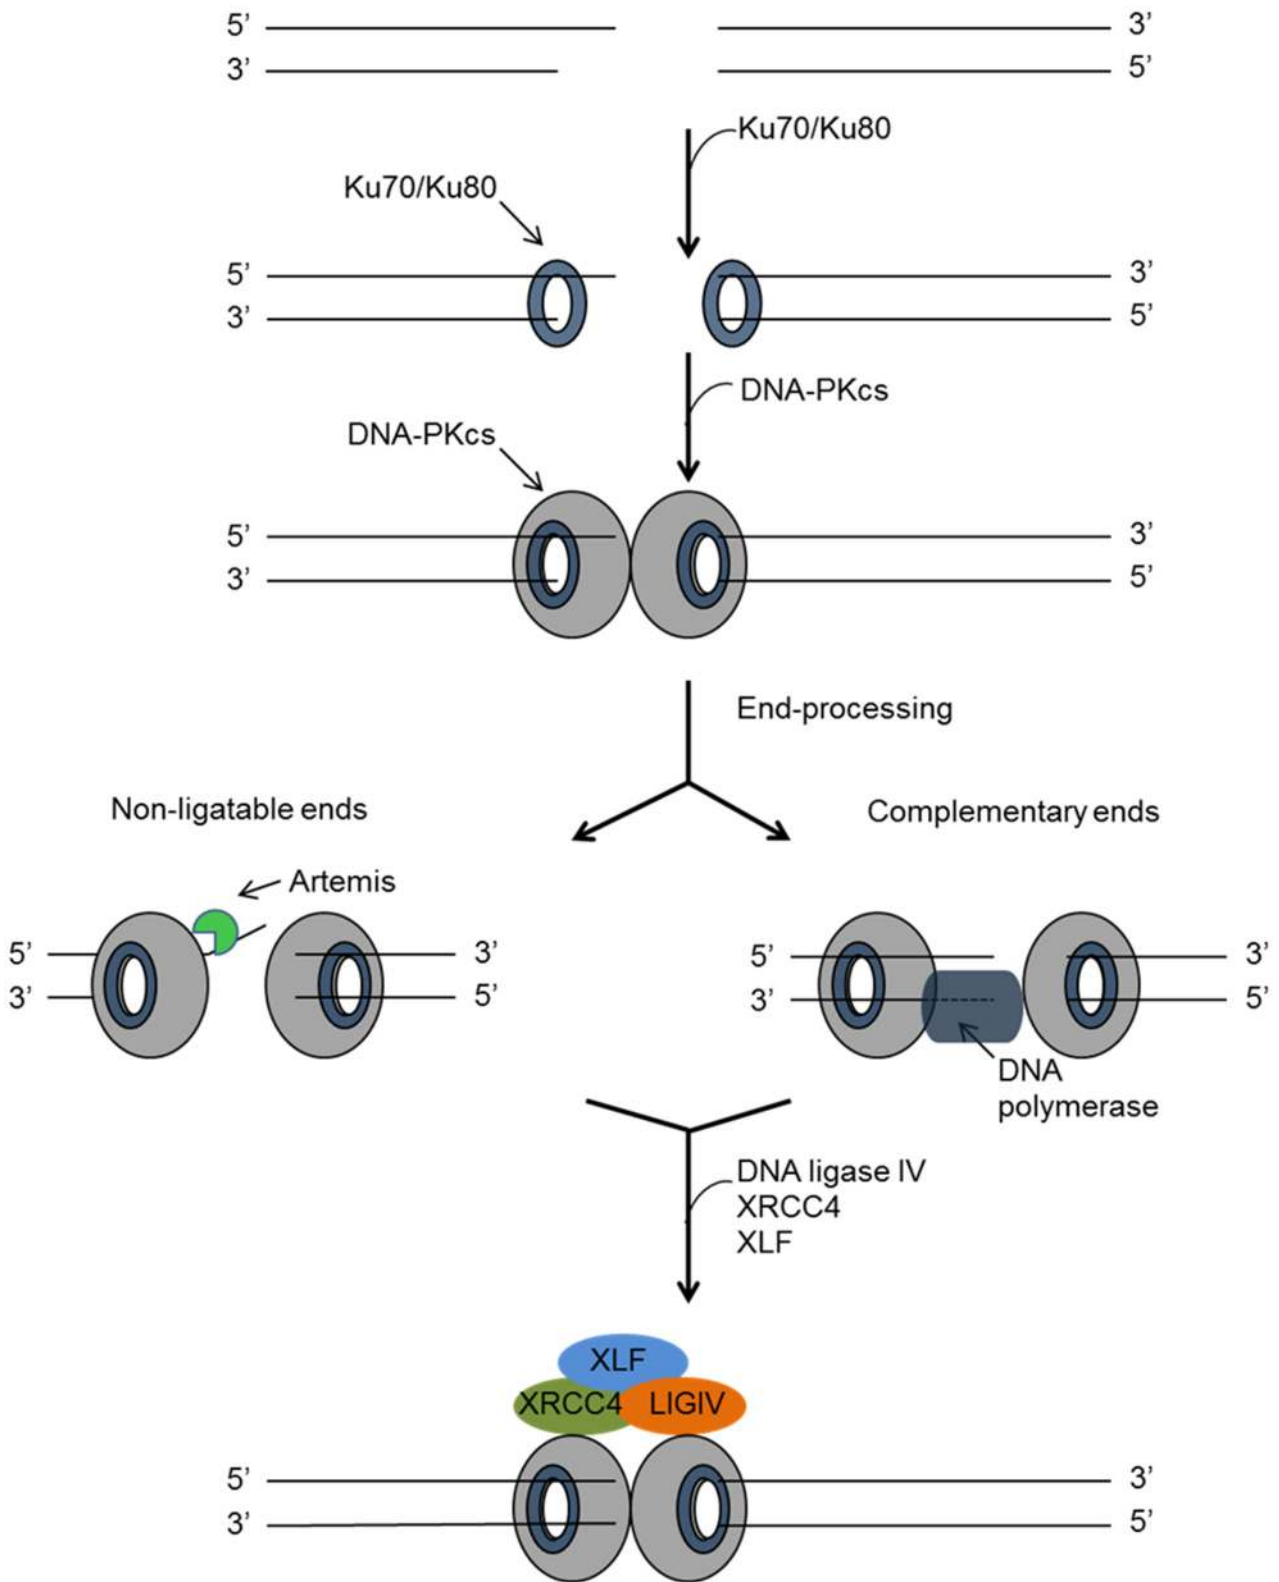 5’ 3’
3’ 5’
Ku70/Ku80
Ku70/Ku80
5’ 3’
3’ 5’
DNA-PKcs
DNA-PKcs
5’ 3’
3’ 5’
End-processing
Non-ligatable ends
Complementary ends
Artemis
5’ 3’
3’ 5’
5’ 3’
3’ 5’
DNA
polymerase
DNA ligase IV
XRCC4
XLF
XLF
XRCC4 LIGIV
5’ 3’
3’ 5’